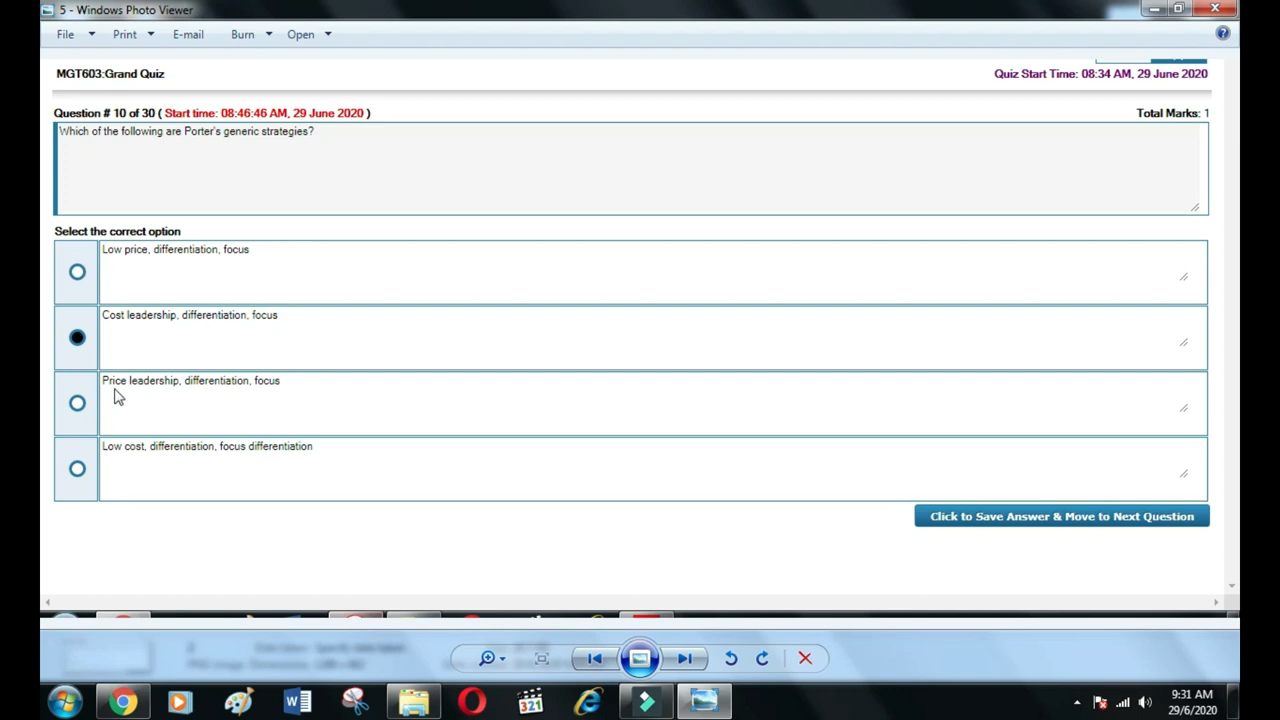 5 - Windows Photo Viewer
File Print E-mail Burn Open
MGT603:Grand Quiz
Quiz Start Time: 08:34 AM, 29 June 2020
Question # 10 of 30 ( Start time: 08:46:46 AM, 29 June 2020 )
Total Marks: 1
Which of the following are Porter's generic strategies?
Select the correct option
Low price, differentiation, focus
Cost leadership, differentiation, focus
Price leadership, differentiation, focus
Low cost, differentiation, focus differentiation
Click to Save Answer & Move to Next Question
321
9:31 AM
29/6/2020